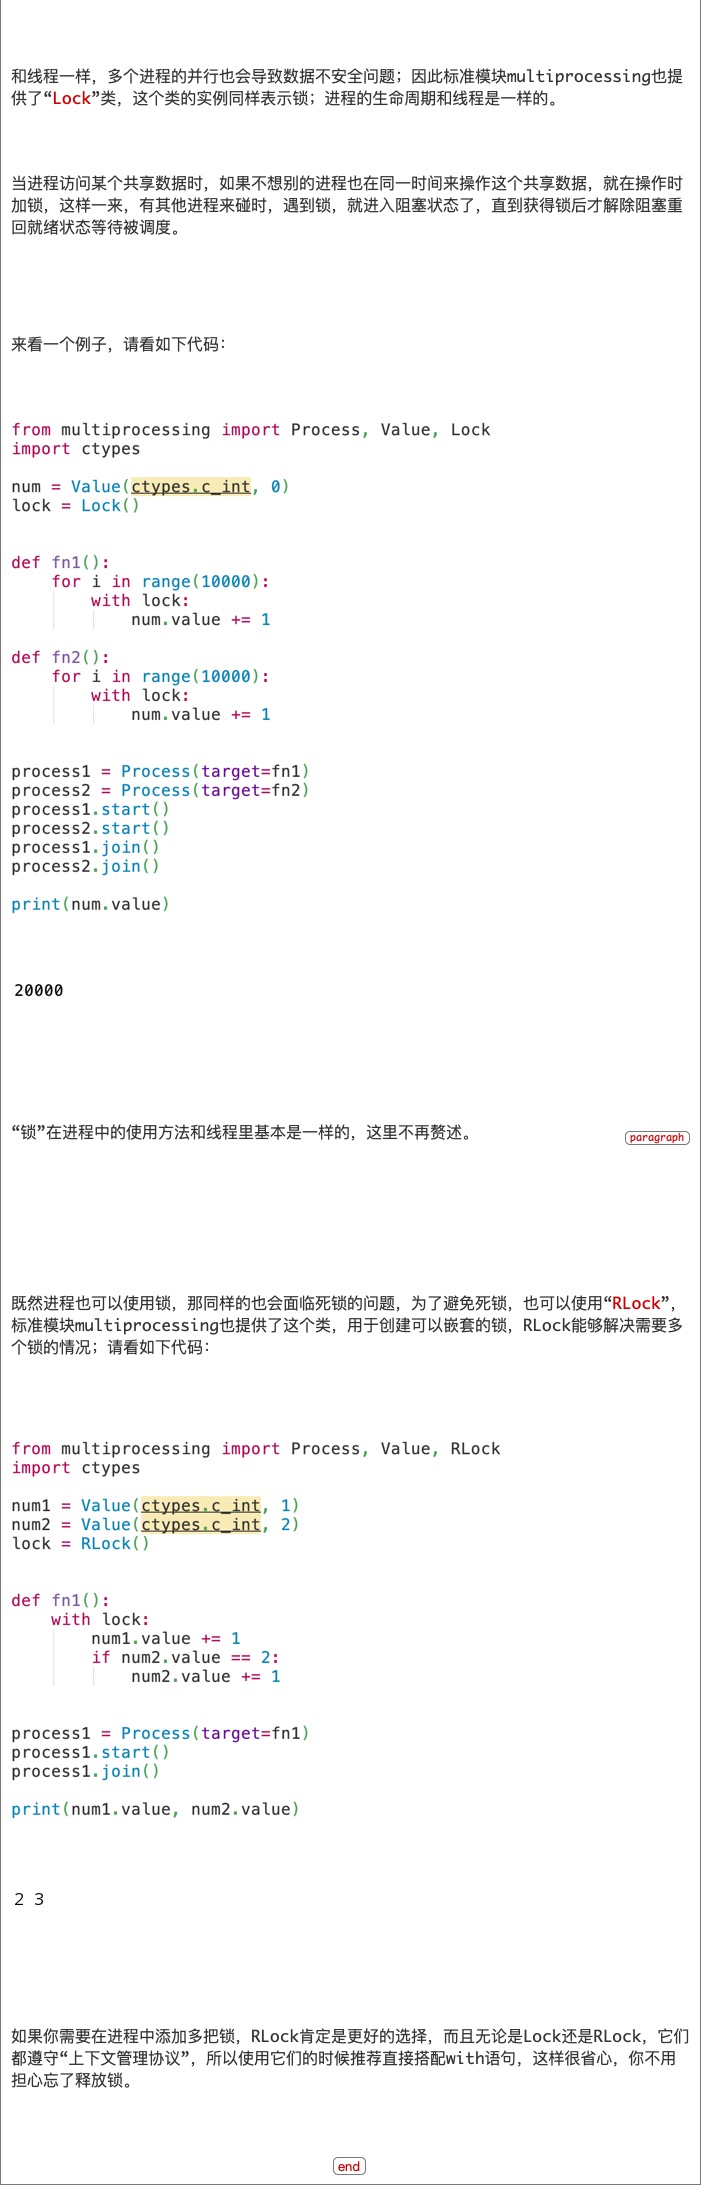 和线程一样，多个进程的并行也会导致数据不安全问题；因此标准模块multiprocessing也提
供了“Lock”类，这个类的实例同样表示锁；进程的生命周期和线程是一样的。
当进程访问某个共享数据时，如果不想别的进程也在同一时间来操作这个共享数据，就在操作时
加锁，这样一来，有其他进程来碰时，遇到锁，就进入阻塞状态了，直到获得锁后才解除阻塞重
回就绪状态等待被调度。
来看一个例子，请看如下代码：
from multiprocessing import Process, Value, Lock
import ctypes
num = Value(ctypes.c_int, 0)
lock = Lock()
def fn1():
    for i in range(10000):
        with lock:
            num.value += 1
def fn2():
    for i in range(10000):
        with lock:
            num.value += 1
process1 = Process(target=fn1)
process2 = Process(target=fn2)
process1.start()
process2.start()
process1.join()
process2.join()
print(num.value)
20000
“锁”在进程中的使用方法和线程里基本是一样的，这里不再赘述。
paragraph
既然进程也可以使用锁，那同样的也会面临死锁的问题，为了避免死锁，也可以使用“RLock”，
标准模块multiprocessing也提供了这个类，用于创建可以嵌套的锁，RLock能够解决需要多
个锁的情况；请看如下代码：
from multiprocessing import Process, Value, RLock
import ctypes
num1 = Value(ctypes.c_int, 1)
num2 = Value(ctypes.c_int, 2)
lock = RLock()
def fn1():
    with lock:
        num1.value += 1
        if num2.value == 2:
            num2.value += 1
process1 = Process(target=fn1)
process1.start()
process1.join()
print(num1.value, num2.value)
2 3
如果你需要在进程中添加多把锁，RLock肯定是更好的选择，而且无论是Lock还是RLock，它们
都遵守“上下文管理协议”，所以使用它们的时候推荐直接搭配with语句，这样很省心，你不用
担心忘了释放锁。
end